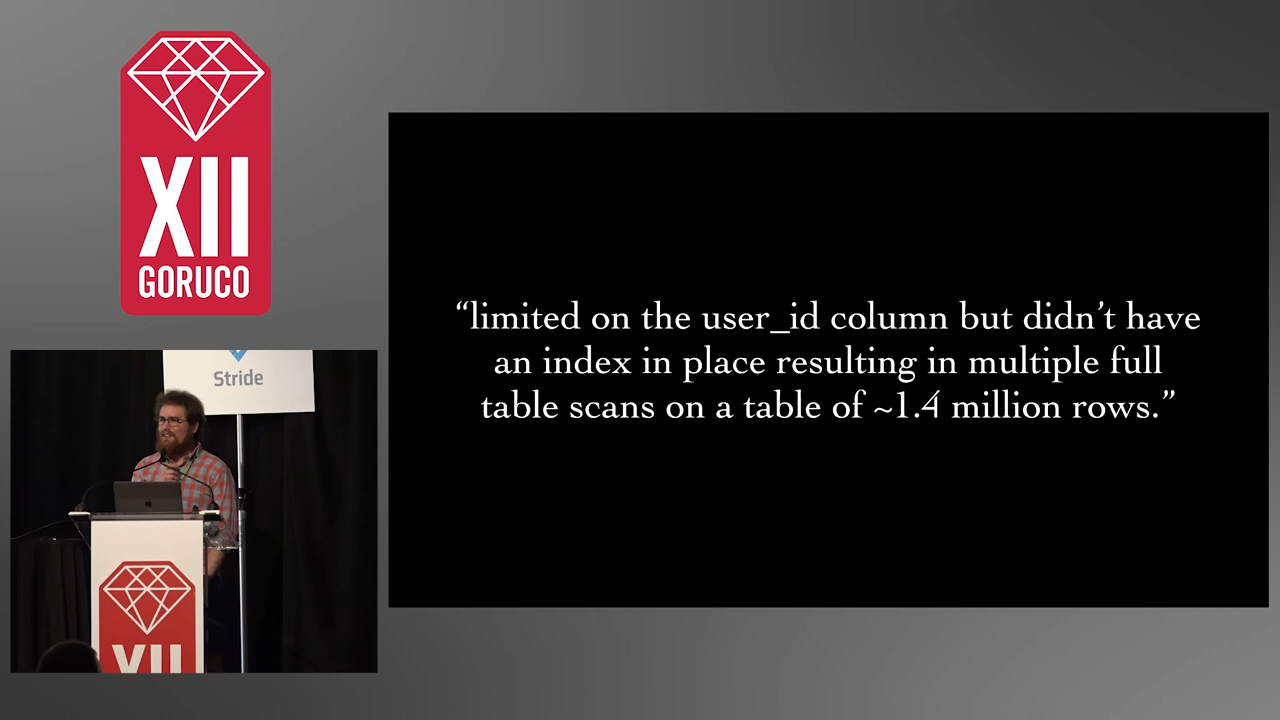 XII
GORUCO
Stride
XII
“limited on the user_id column but didn’t have
an index in place resulting in multiple full
table scans on a table of ~1.4 million rows.”